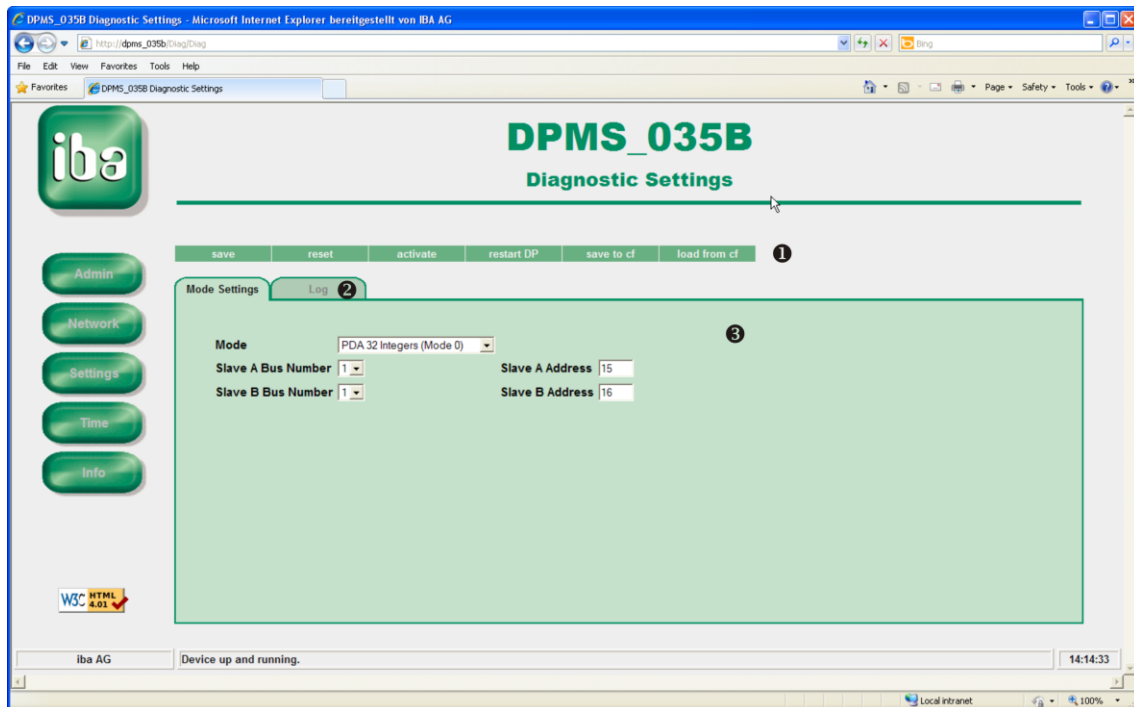 DPMS_035B Diagnostic Settings - Microsoft Internet Explorer bereitgestellt von IBA AG
http://dpms_035b/Diag/Diag
Bing
File Edit View Favorites Tools Help
Favorites DPMS_035B Diagnostic Settings Page Safety Tools
iba
DPMS_035B
Diagnostic Settings
save reset activate restart DP save to cf load from cf ❶
Mode Settings Log ❷
❸
Admin
Network
Settings
Time
Info
Mode PDA 32 Integers (Mode 0)
Slave A Bus Number 1 Slave A Address 15
Slave B Bus Number 1 Slave B Address 16
W3C HTML 4.01
iba AG Device up and running. 14:14:33
Local intranet 100%